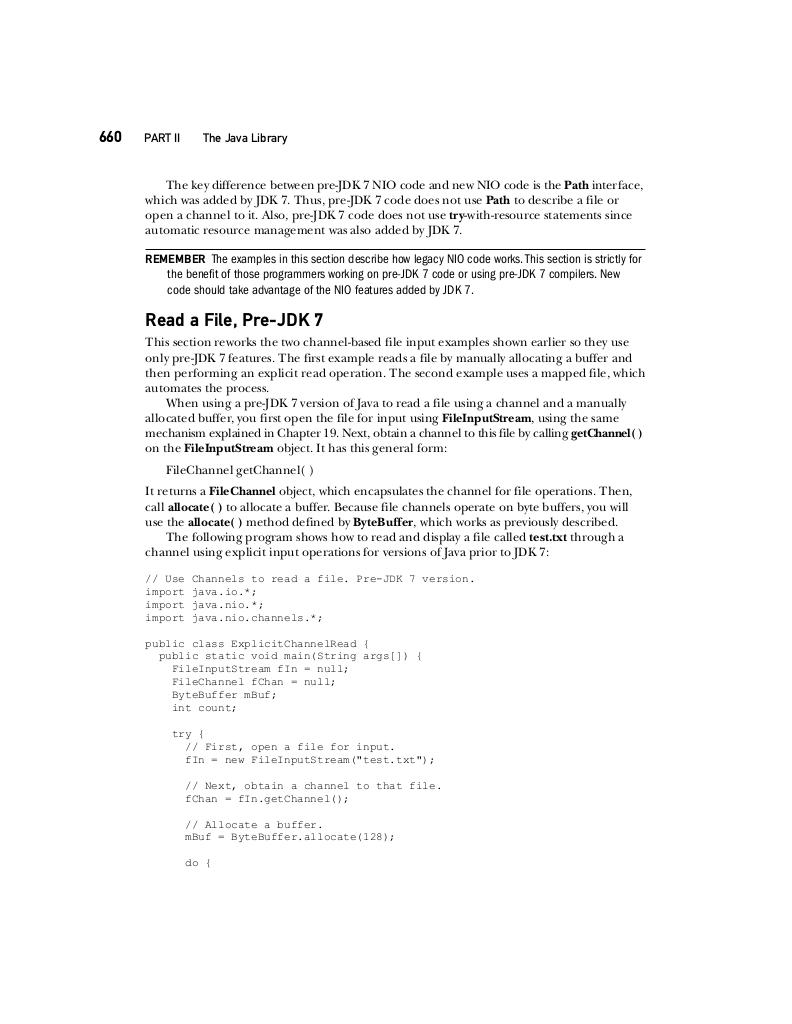 660 PART II The Java Library
The key difference between pre-JDK 7 NIO code and new NIO code is the Path interface,
which was added by JDK 7. Thus, pre-JDK 7 code does not use Path to describe a file or
open a channel to it. Also, pre-JDK 7 code does not use try-with-resource statements since
automatic resource management was also added by JDK 7.
REMEMBER The examples in this section describe how legacy NIO code works. This section is strictly for
the benefit of those programmers working on pre-JDK 7 code or using pre-JDK 7 compilers. New
code should take advantage of the NIO features added by JDK 7.
Read a File, Pre-JDK 7
This section reworks the two channel-based file input examples shown earlier so they use
only pre-JDK 7 features. The first example reads a file by manually allocating a buffer and
then performing an explicit read operation. The second example uses a mapped file, which
automates the process.
When using a pre-JDK 7 version of Java to read a file using a channel and a manually
allocated buffer, you first open the file for input using FileInputStream, using the same
mechanism explained in Chapter 19. Next, obtain a channel to this file by calling getChannel( )
on the FileInputStream object. It has this general form:
FileChannel getChannel( )
It returns a FileChannel object, which encapsulates the channel for file operations. Then,
call allocate( ) to allocate a buffer. Because file channels operate on byte buffers, you will
use the allocate( ) method defined by ByteBuffer, which works as previously described.
The following program shows how to read and display a file called test.txt through a
channel using explicit input operations for versions of Java prior to JDK 7:
// Use Channels to read a file. Pre-JDK 7 version.
import java.io.*;
import java.nio.*;
import java.nio.channels.*;
public class ExplicitChannelRead {
public static void main(String args[]) {
FileInputStream fIn = null;
FileChannel fChan = null;
ByteBuffer mBuf;
int count;
try {
// First, open a file for input.
fIn = new FileInputStream("test.txt");
// Next, obtain a channel to that file.
fChan = fIn.getChannel();
// Allocate a buffer.
mBuf = ByteBuffer.allocate(128);
do {